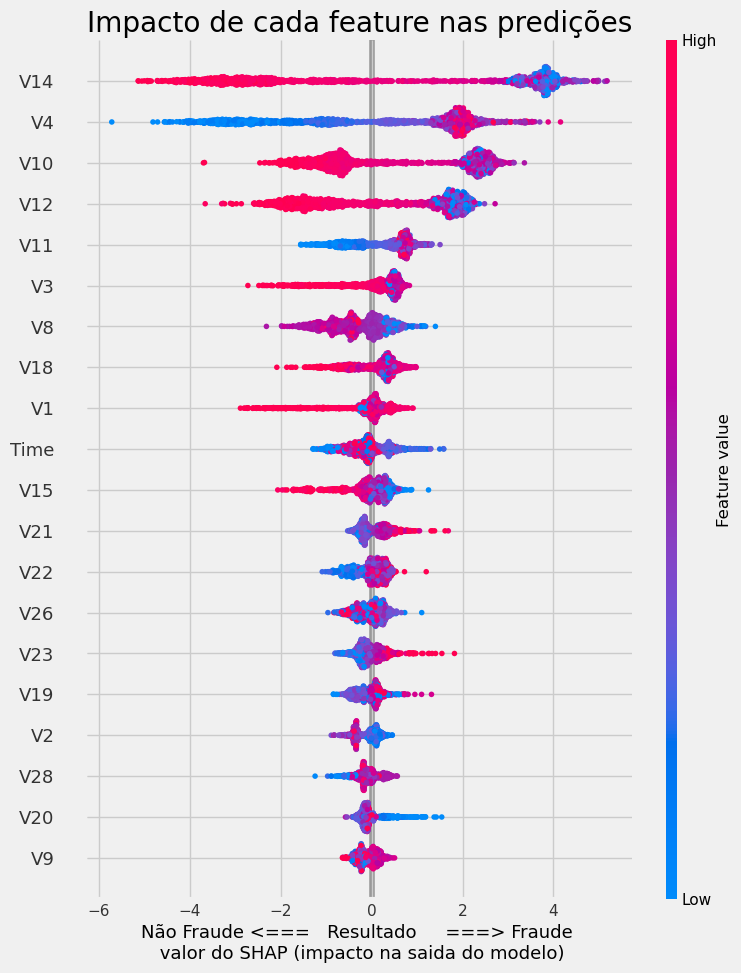 Impacto de cada feature nas predições
High
V14
V4
V10
V12
V11
V3
V8
V18
V1
Time
V15
V21
V22
V26
V23
V19
V2
V28
V20
V9
Feature value
Low
−6 −4 −2 0 2 4
Não Fraude <=== Resultado ===> Fraude
valor do SHAP (impacto na saida do modelo)